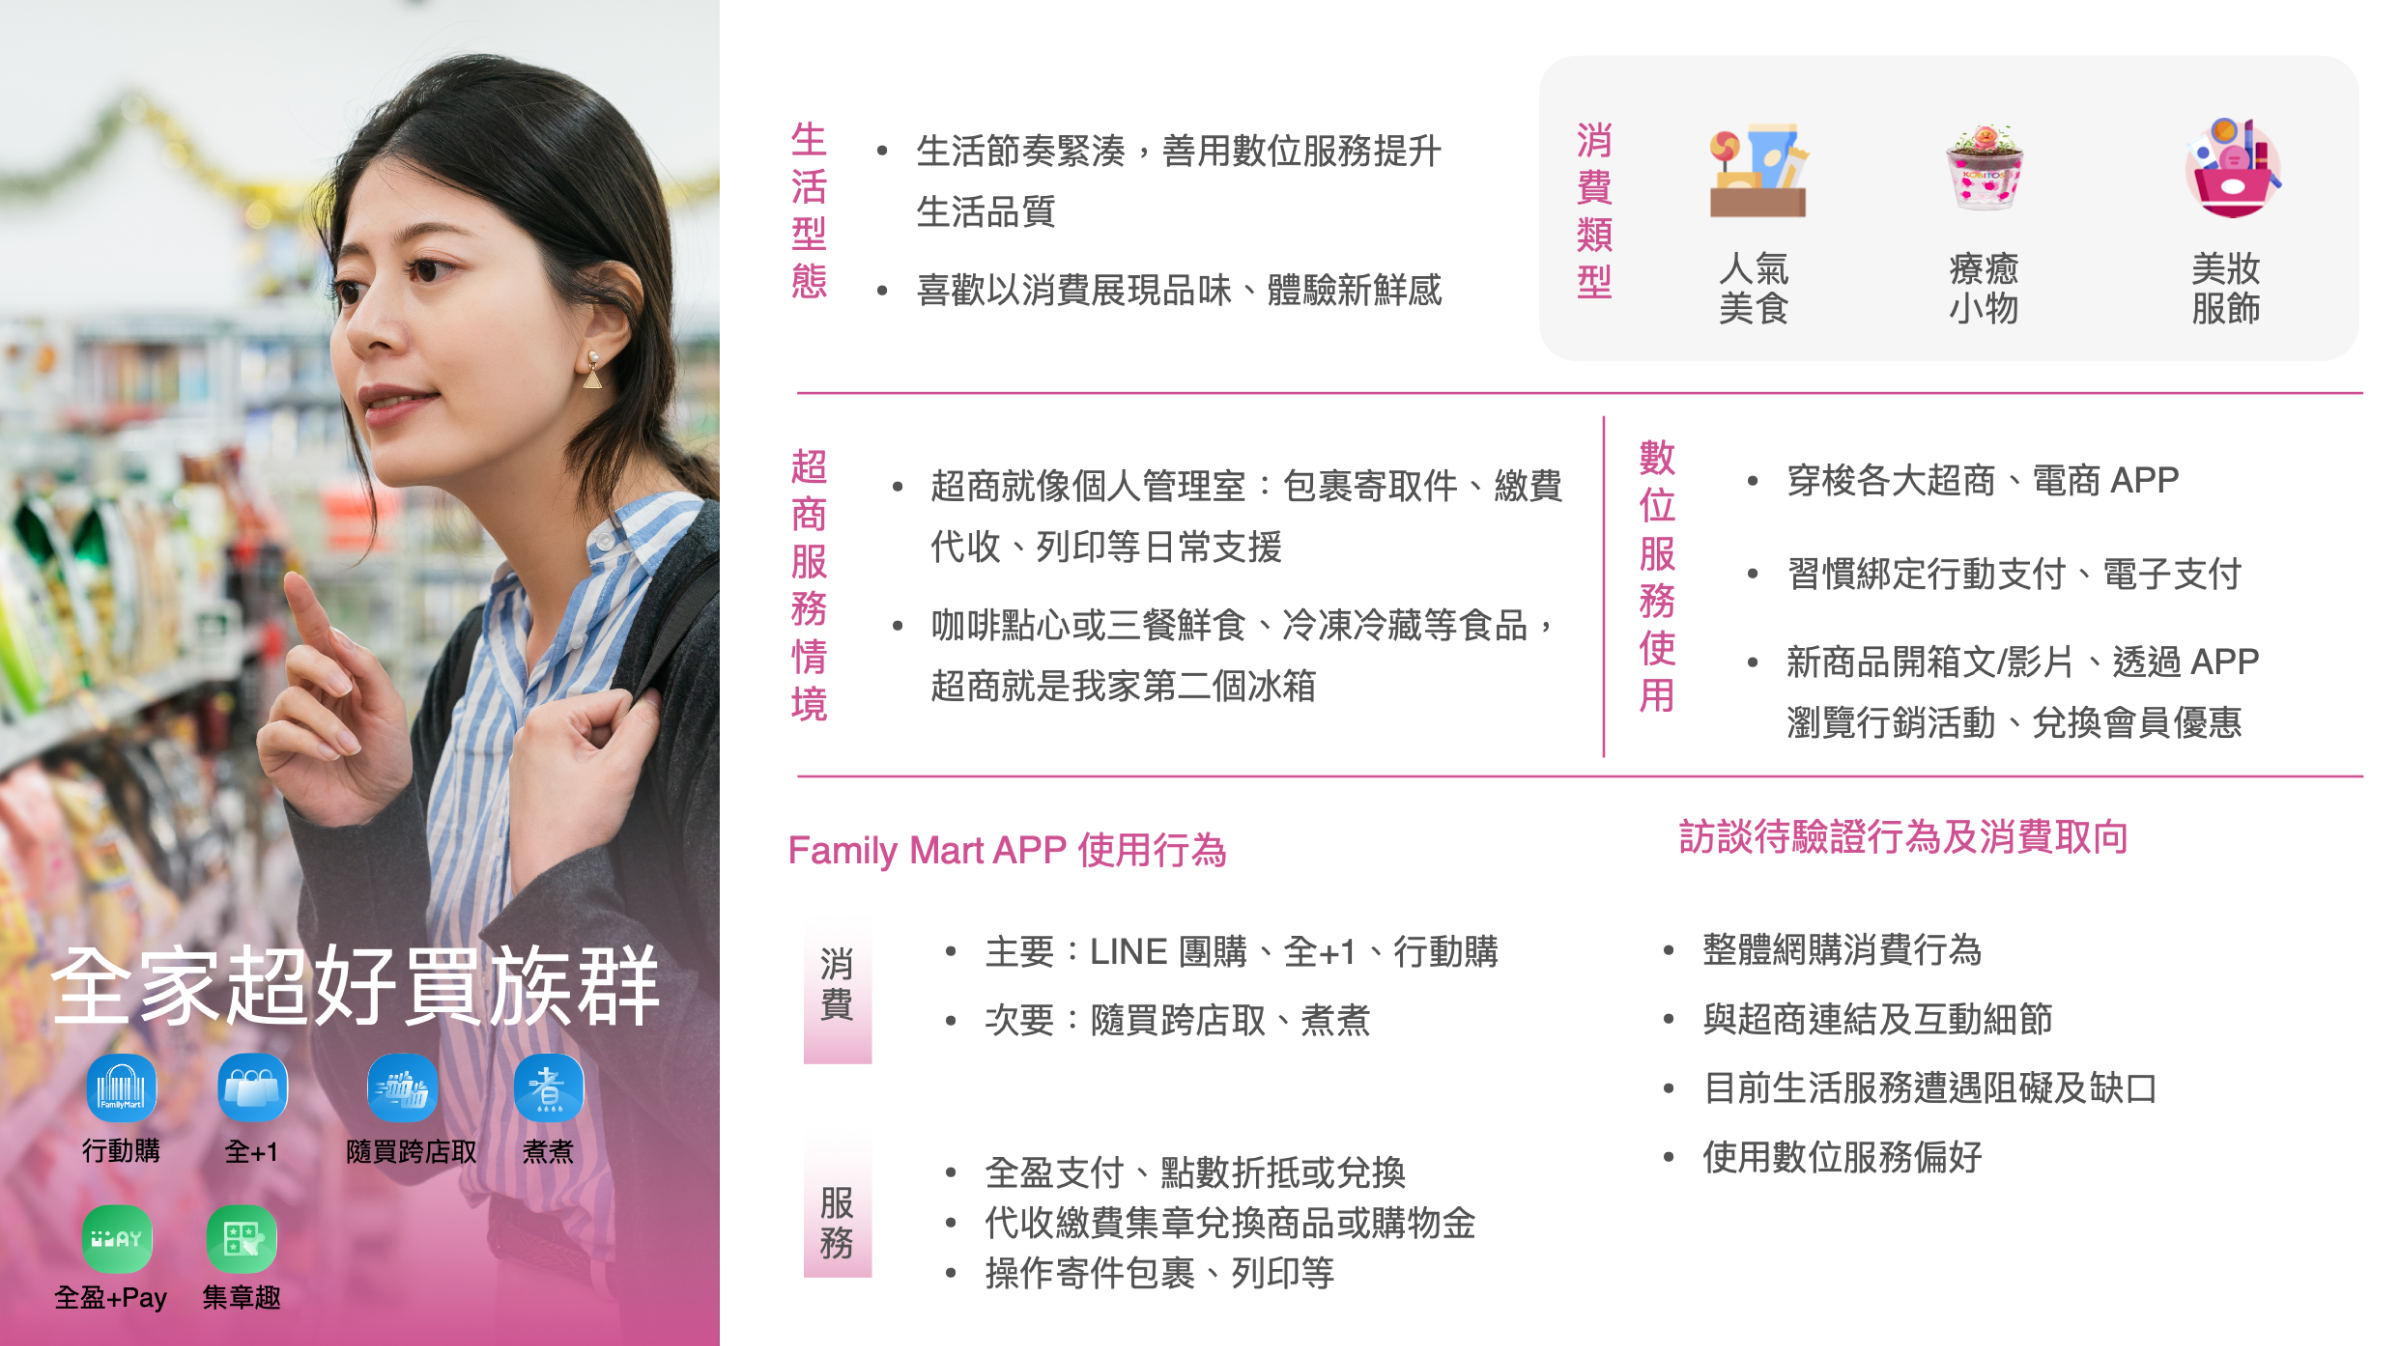 全家超好買族群
FamilyMart
行動購
全+1
隨買跨店取
者
煮煮
PAY
全盈+Pay
集章趣
生活型態
生活節奏緊湊，善用數位服務提升
生活品質
喜歡以消費展現品味、體驗新鮮感
消費類型
人氣
美食
KOBITOS
療癒
小物
美妝
服飾
超商服務情境
超商就像個人管理室：包裹寄取件、繳費
代收、列印等日常支援
咖啡點心或三餐鮮食、冷凍冷藏等食品，
超商就是我家第二個冰箱
數位服務使用
穿梭各大超商、電商 APP
習慣綁定行動支付、電子支付
新商品開箱文/影片、透過 APP
瀏覽行銷活動、兌換會員優惠
Family Mart APP 使用行為
消費
主要：LINE 團購、全+1、行動購
次要：隨買跨店取、煮煮
服務
全盈支付、點數折抵或兌換
代收繳費集章兌換商品或購物金
操作寄件包裹、列印等
訪談待驗證行為及消費取向
整體網購消費行為
與超商連結及互動細節
目前生活服務遭遇阻礙及缺口
使用數位服務偏好